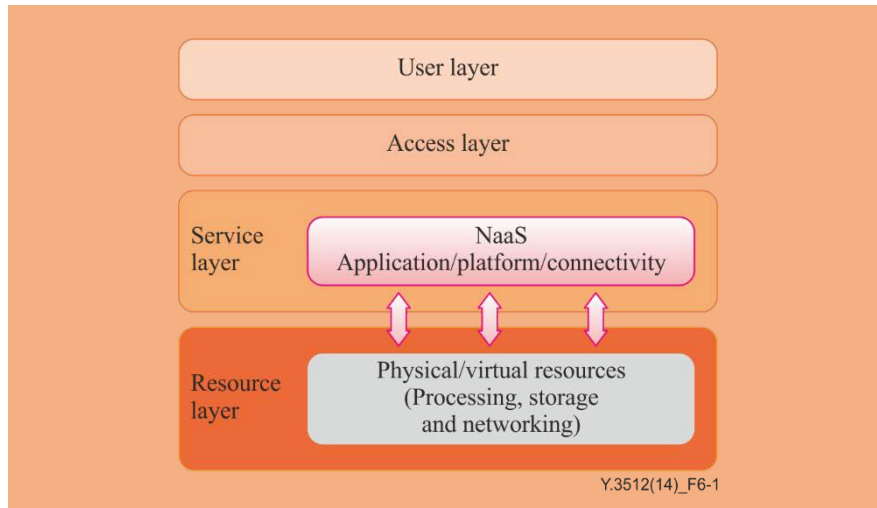 User layer
Access layer
Service
layer
NaaS
Application/platform/connectivity
Resource
layer
Physical/virtual resources
(Processing, storage
and networking)
Y.3512(14)_F6-1